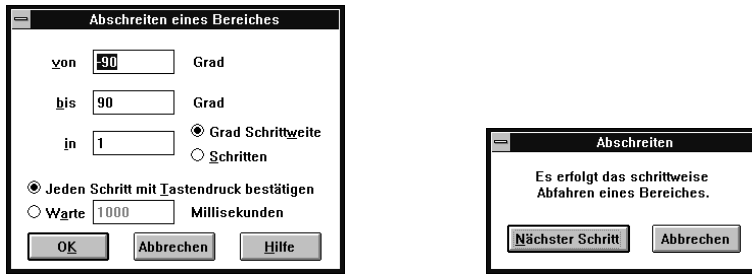 Abschreiten eines Bereiches
von -90 Grad
bis 90 Grad
in 1 Grad Schrittweite
Schritten
Jeden Schritt mit Tastendruck bestätigen
Warte 1000 Millisekunden
OK Abbrechen Hilfe
Abschreiten
Es erfolgt das schrittweise
Abfahren eines Bereiches.
Nächster Schritt Abbrechen